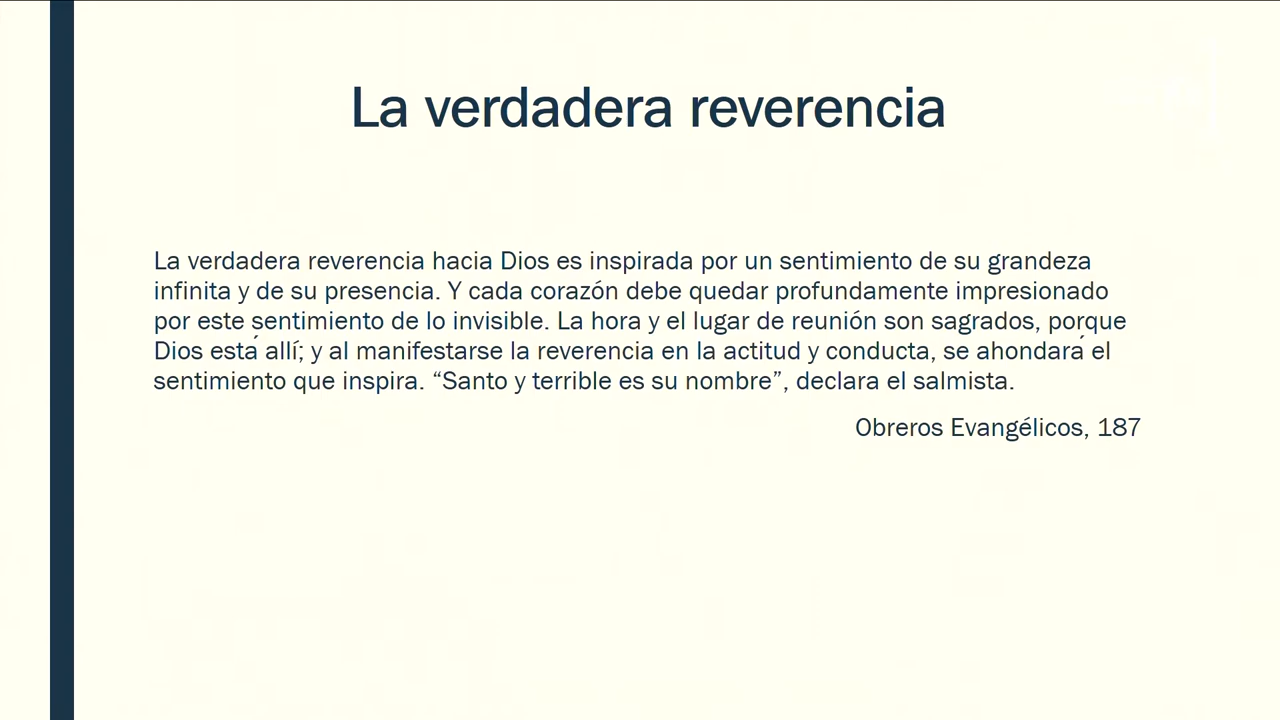 La verdadera reverencia
La verdadera reverencia hacia Dios es inspirada por un sentimiento de su grandeza
infinita y de su presencia. Y cada corazón debe quedar profundamente impresionado
por este sentimiento de lo invisible. La hora y el lugar de reunión son sagrados, porque
Dios está allí; y al manifestarse la reverencia en la actitud y conducta, se ahondará el
sentimiento que inspira. “Santo y terrible es su nombre”, declara el salmista.
Obreros Evangélicos, 187